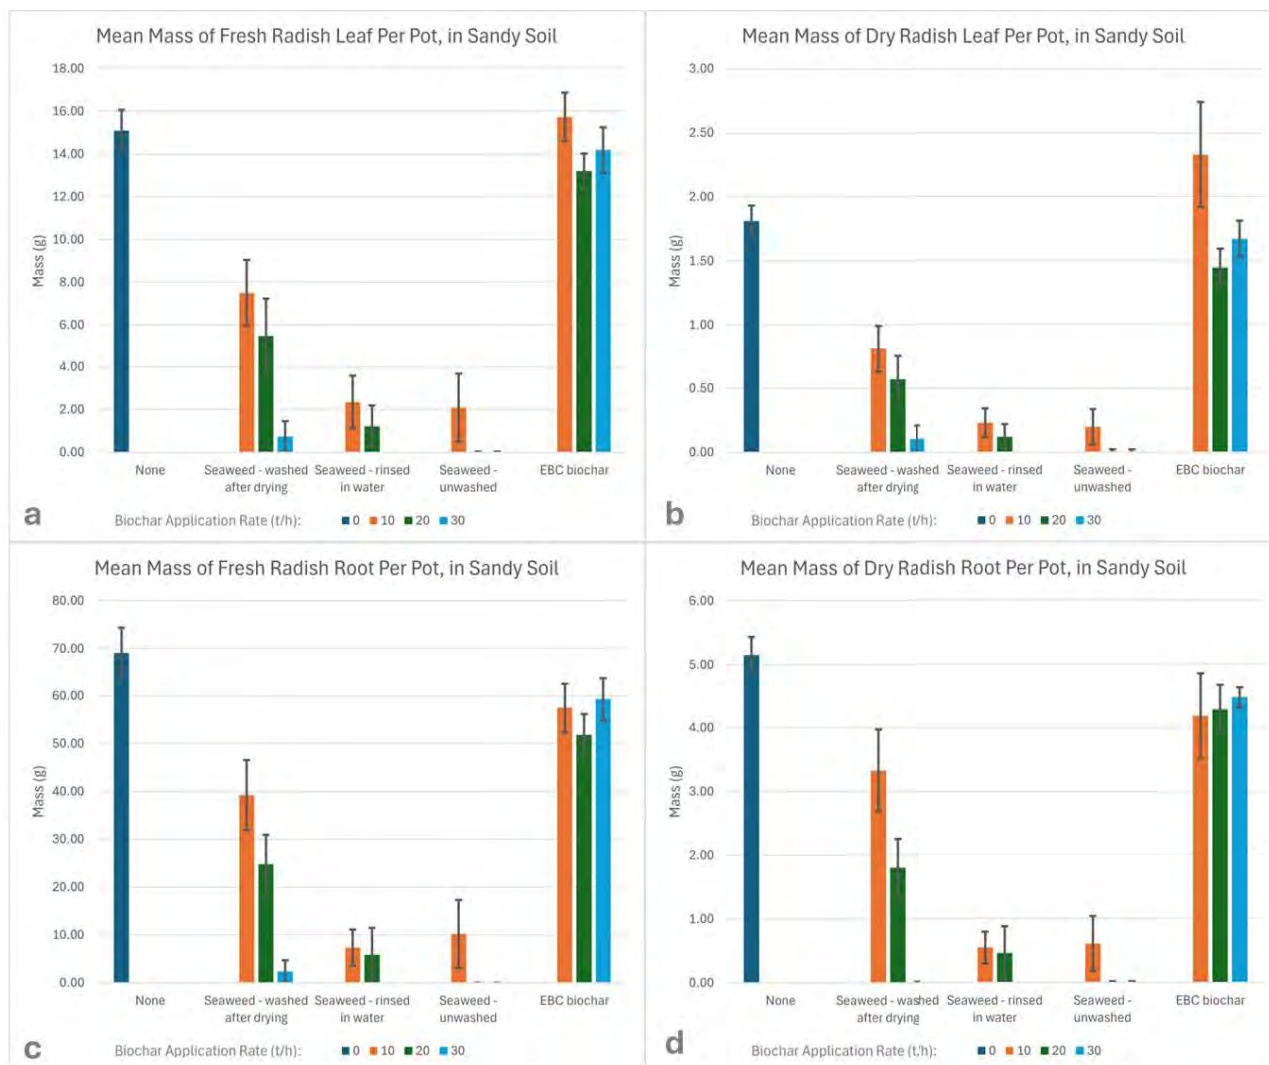 Mean Mass of Fresh Radish Leaf Per Pot, in Sandy Soil
18.00
16.00
14.00
12.00
10.00
8.00
6.00
4.00
2.00
0.00
Mass (g)
None
Seaweed - washed after drying
Seaweed - rinsed in water
Seaweed - unwashed
EBC biochar
a
Biochar Application Rate (t/h): 0 10 20 30
Mean Mass of Dry Radish Leaf Per Pot, in Sandy Soil
3.00
2.50
2.00
1.50
1.00
0.50
0.00
Mass (g)
None
Seaweed - washed after drying
Seaweed - rinsed in water
Seaweed - unwashed
EBC biochar
b
Biochar Application Rate (t/h): 0 10 20 30
Mean Mass of Fresh Radish Root Per Pot, in Sandy Soil
80.00
70.00
60.00
50.00
40.00
30.00
20.00
10.00
0.00
Mass (g)
None
Seaweed - washed after drying
Seaweed - rinsed in water
Seaweed - unwashed
EBC biochar
c
Biochar Application Rate (t/h): 0 10 20 30
Mean Mass of Dry Radish Root Per Pot, in Sandy Soil
6.00
5.00
4.00
3.00
2.00
1.00
0.00
Mass (g)
None
Seaweed - washed after drying
Seaweed - rinsed in water
Seaweed - unwashed
EBC biochar
d
Biochar Application Rate (t/h): 0 10 20 30